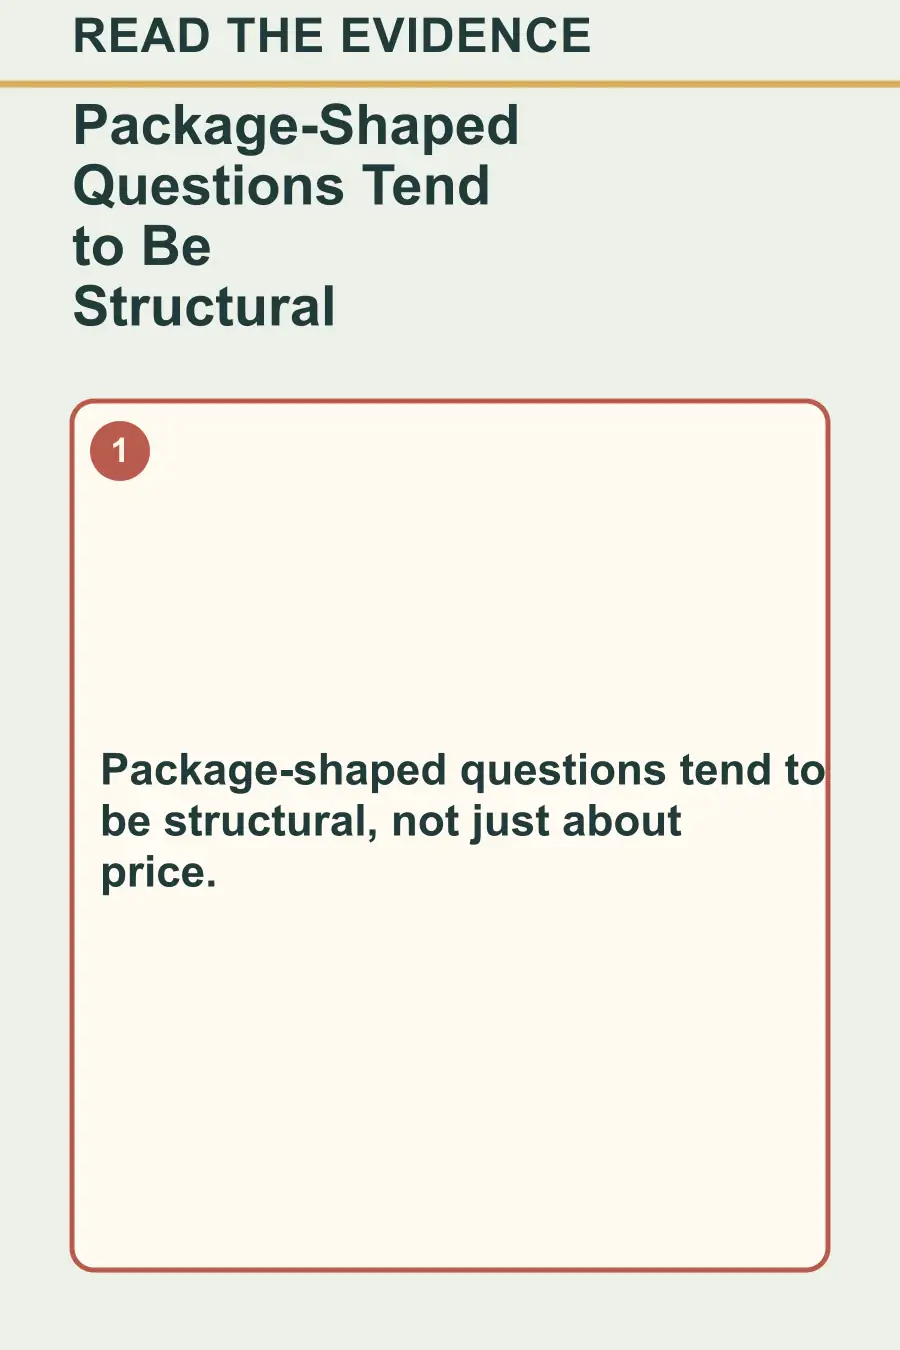 READ THE EVIDENCE
Package-Shaped
Questions Tend
to Be
Structural
1
Package-shaped questions tend to
be structural, not just about
price.